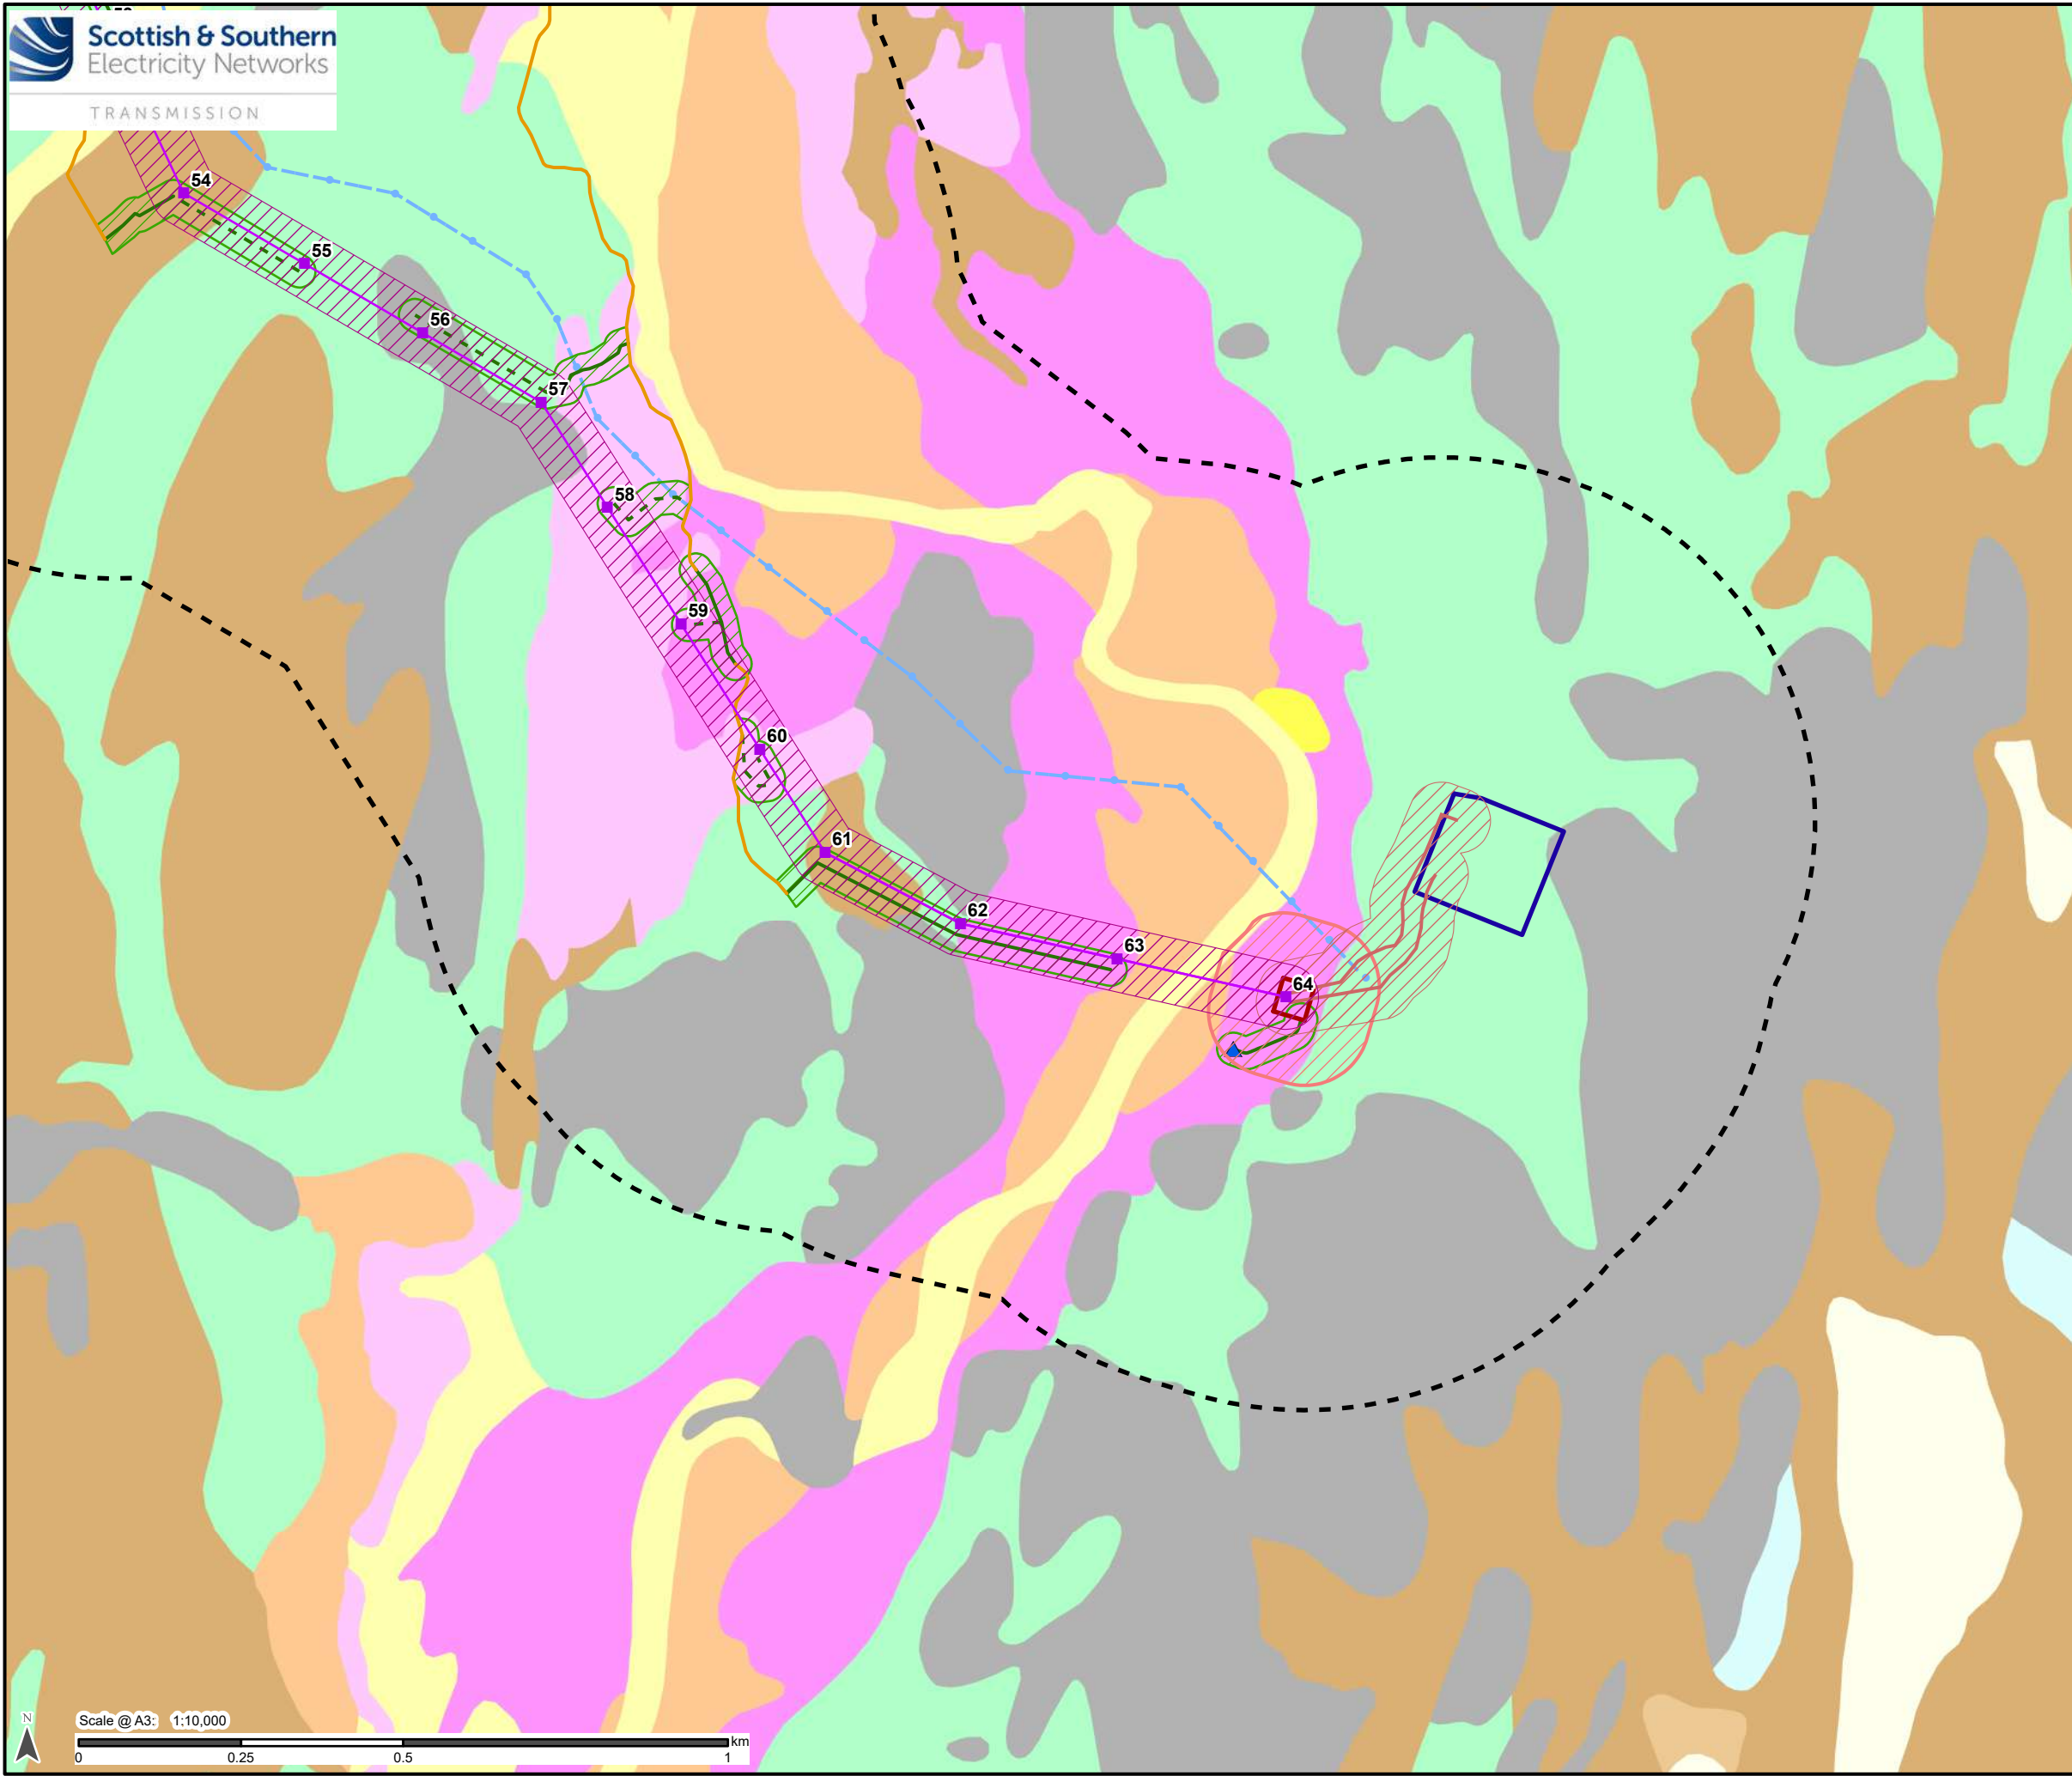 Scottish & Southern
Electricity Networks
TRANSMISSION
54
55
56
57
58
59
60
61
62
63
64
N
Scale @ A3: 1:10,000
km
0 0.25 0.5 1